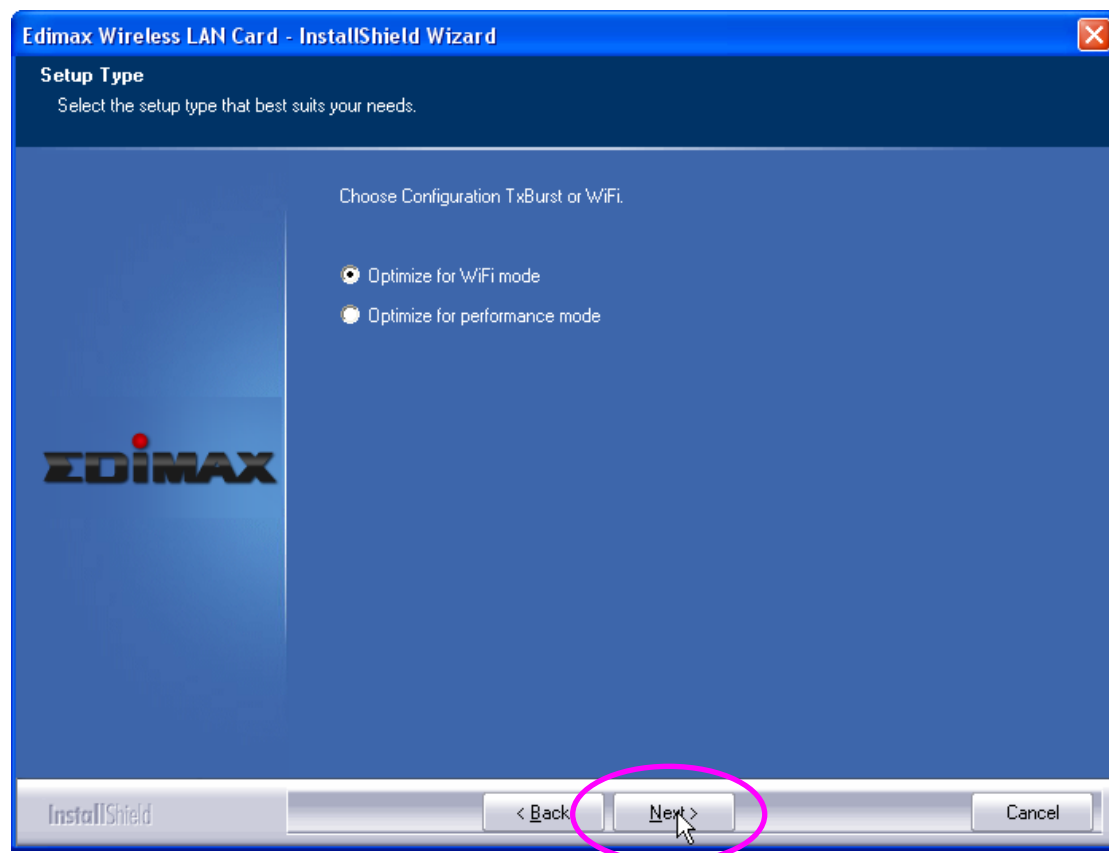 Edimax Wireless LAN Card - InstallShield Wizard
Setup Type
Select the setup type that best suits your needs.
Choose Configuration TxBurst or WiFi.
Optimize for WiFi mode
Optimize for performance mode
EDiMAX
InstallShield
< Back
Next >
Cancel